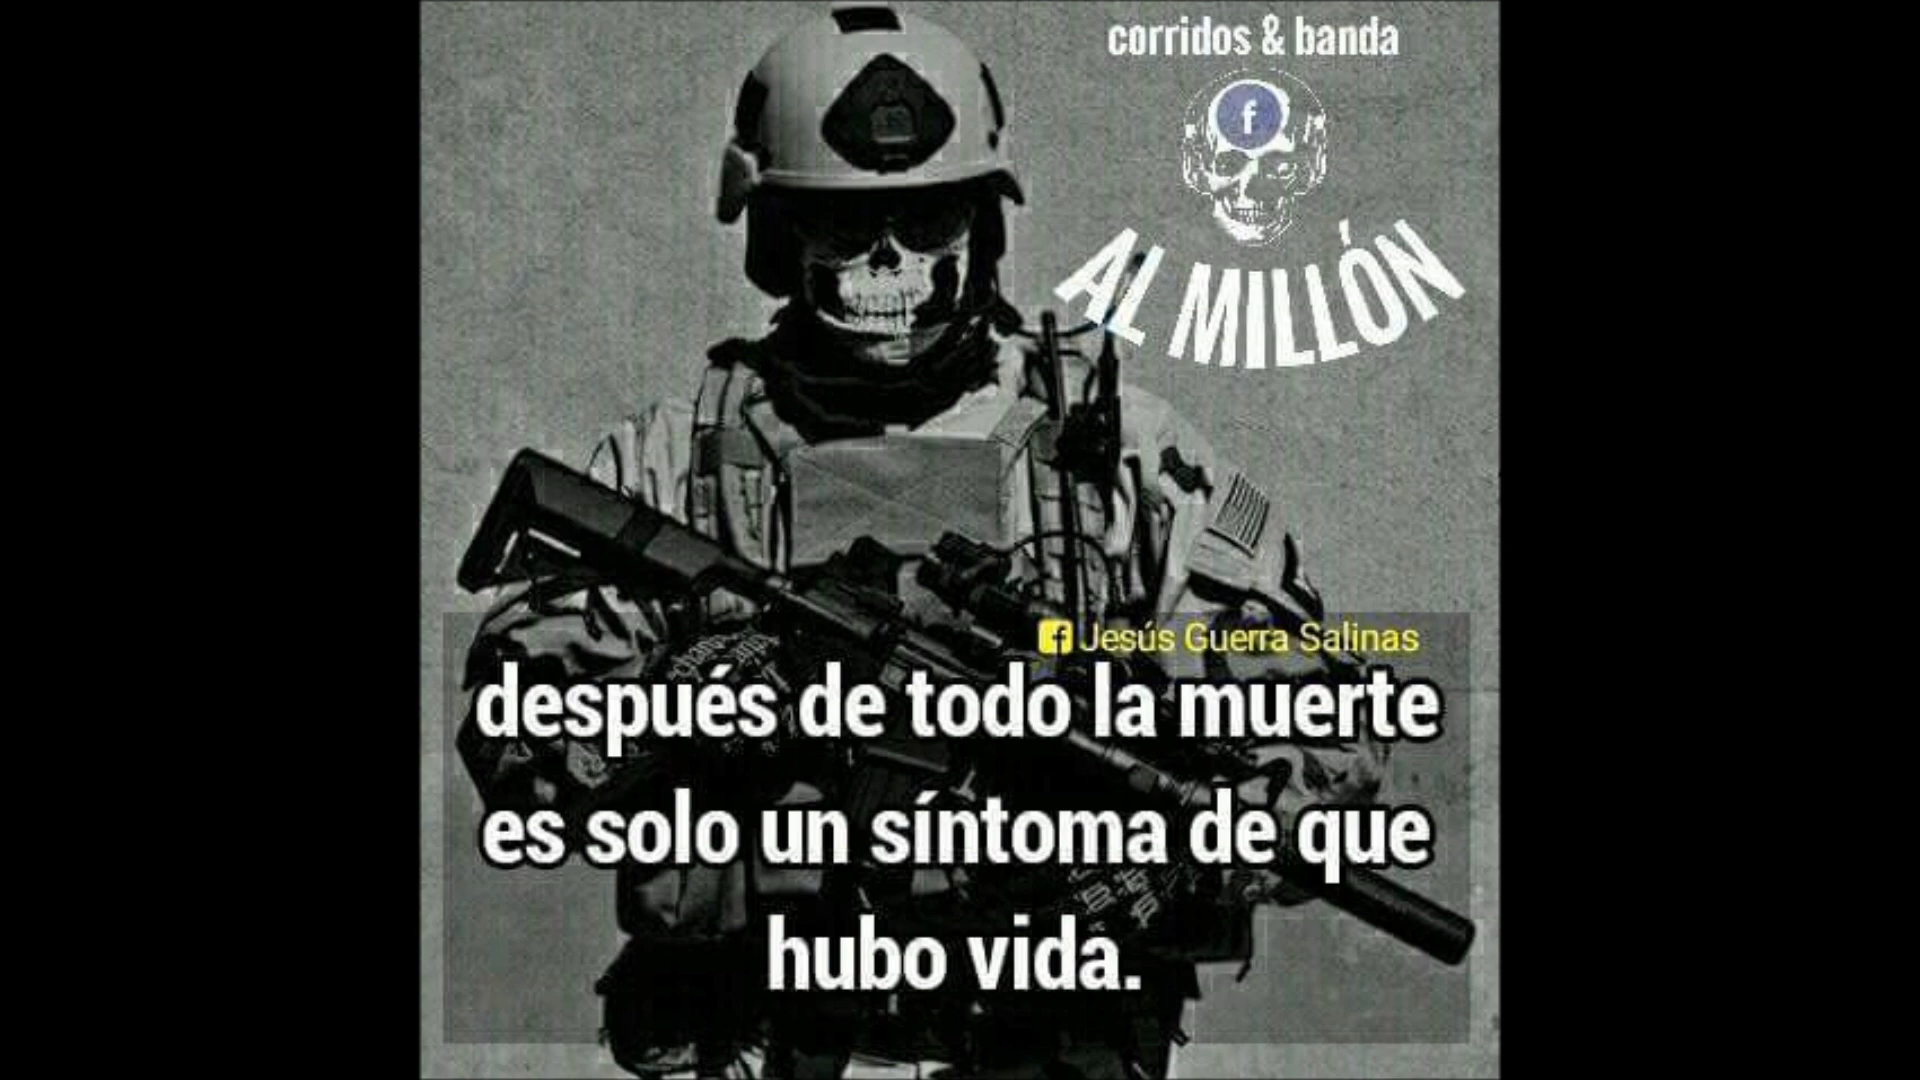 corridos & banda
f
AL MILLÓN
f Jesús Guerra Salinas
después de todo la muerte
es solo un síntoma de que
hubo vida.